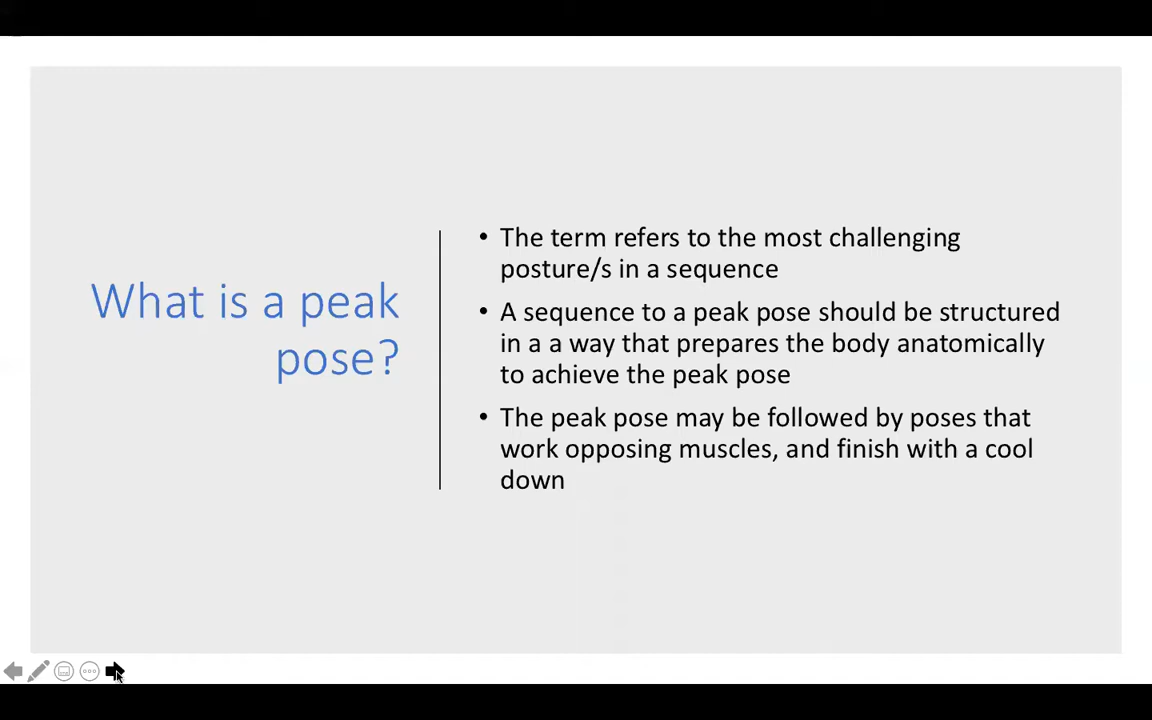 What is a peak
pose?
• The term refers to the most challenging
posture/s in a sequence
• A sequence to a peak pose should be structured
in a a way that prepares the body anatomically
to achieve the peak pose
• The peak pose may be followed by poses that
work opposing muscles, and finish with a cool
down